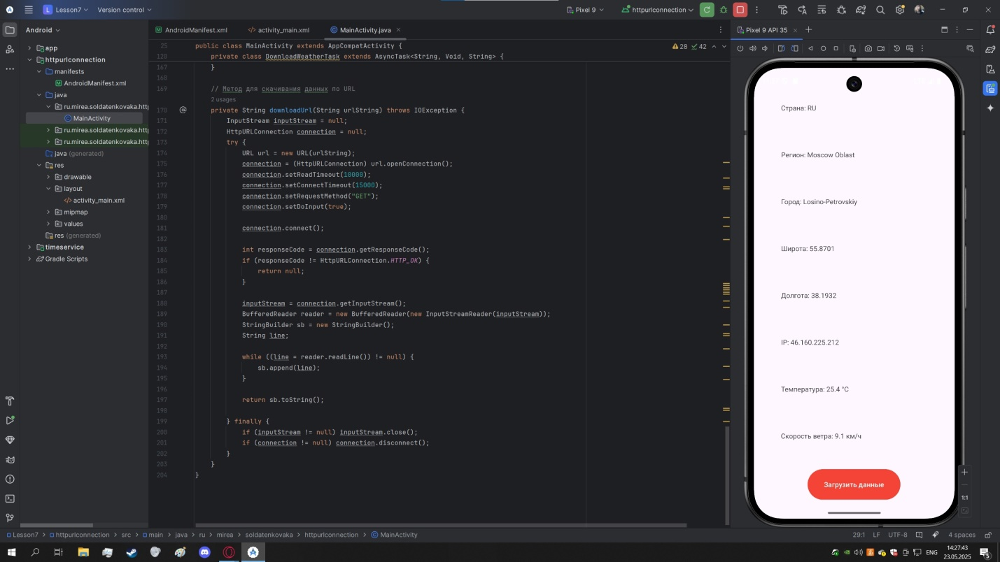 Lesson7
Version control
Pixel 9
httpurlconnection
Android
AndroidManifest.xml
activity_main.xml
MainActivity.java
Pixel 9 API 35
app
httpurlconnection
manifests
AndroidManifest.xml
java
ru.mirea.soldatenkovaka.htt
MainActivity
ru.mirea.soldatenkovaka.htt
ru.mirea.soldatenkovaka.htt
java (generated)
res
drawable
layout
activity_main.xml
mipmap
values
res (generated)
timeservice
Gradle Scripts
28 42
25 public class MainActivity extends AppCompatActivity {
120 private class DownloadWeatherTask extends AsyncTask<String, Void, String> {
167 }
168
169 // Метод для скачивания данных по URL
2 usages
170 @ private String downloadUrl(String urlString) throws IOException {
171 InputStream inputStream = null;
172 HttpURLConnection connection = null;
173 try {
174 URL url = new URL(urlString);
175 connection = (HttpURLConnection) url.openConnection();
176 connection.setReadTimeout(10000);
177 connection.setConnectTimeout(15000);
178 connection.setRequestMethod("GET");
179 connection.setDoInput(true);
180
181 connection.connect();
182
183 int responseCode = connection.getResponseCode();
184 if (responseCode != HttpURLConnection.HTTP_OK) {
185 return null;
186 }
187
188 inputStream = connection.getInputStream();
189 BufferedReader reader = new BufferedReader(new InputStreamReader(inputStream));
190 StringBuilder sb = new StringBuilder();
191 String line;
192
193 while ((line = reader.readLine()) != null) {
194 sb.append(line);
195 }
196
197 return sb.toString();
198
199 } finally {
200 if (inputStream != null) inputStream.close();
201 if (connection != null) connection.disconnect();
202 }
203 }
204 }
Страна: RU
Регион: Moscow Oblast
Город: Losino-Petrovskiy
Широта: 55.8701
Долгота: 38.1932
IP: 46.160.225.212
Температура: 25.4 °C
Скорость ветра: 9.1 км/ч
Загрузить данные
1:1
Lesson7 > httpurlconnection > src > main > java > ru > mirea > soldatenkovaka > httpurlconnection > MainActivity
29:1 LF UTF-8 4 spaces
ENG
14:27:43
23.05.2025
5